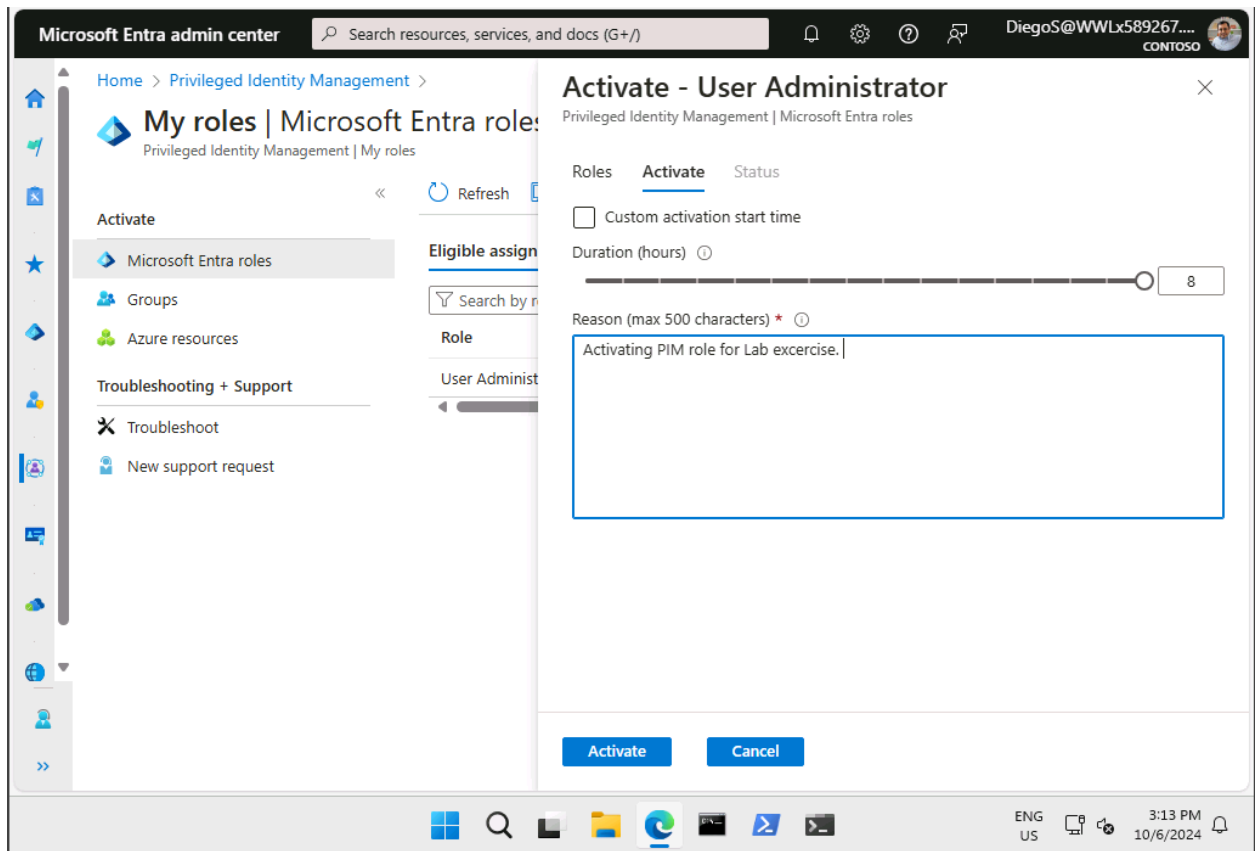 Microsoft Entra admin center
Search resources, services, and docs (G+/)
DiegoS@WWLx589267....
CONTOSO
Home > Privileged Identity Management >
My roles | Microsoft Entra roles
Privileged Identity Management | My roles
«
Refresh
Activate
Microsoft Entra roles
Groups
Azure resources
Troubleshooting + Support
Troubleshoot
New support request
Eligible assign
Search by r
Role
User Administ
Activate - User Administrator
Privileged Identity Management | Microsoft Entra roles
Roles Activate Status
Custom activation start time
Duration (hours)
8
Reason (max 500 characters) *
Activating PIM role for Lab excercise.
Activate Cancel
»
ENG
US
3:13 PM
10/6/2024